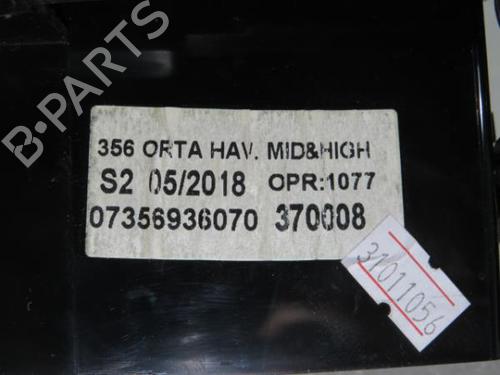 B-PARTS
356 ORTA HAV. MID&HIGH
S2 05/2018 OPR:1077
07356936070 370008
31011056